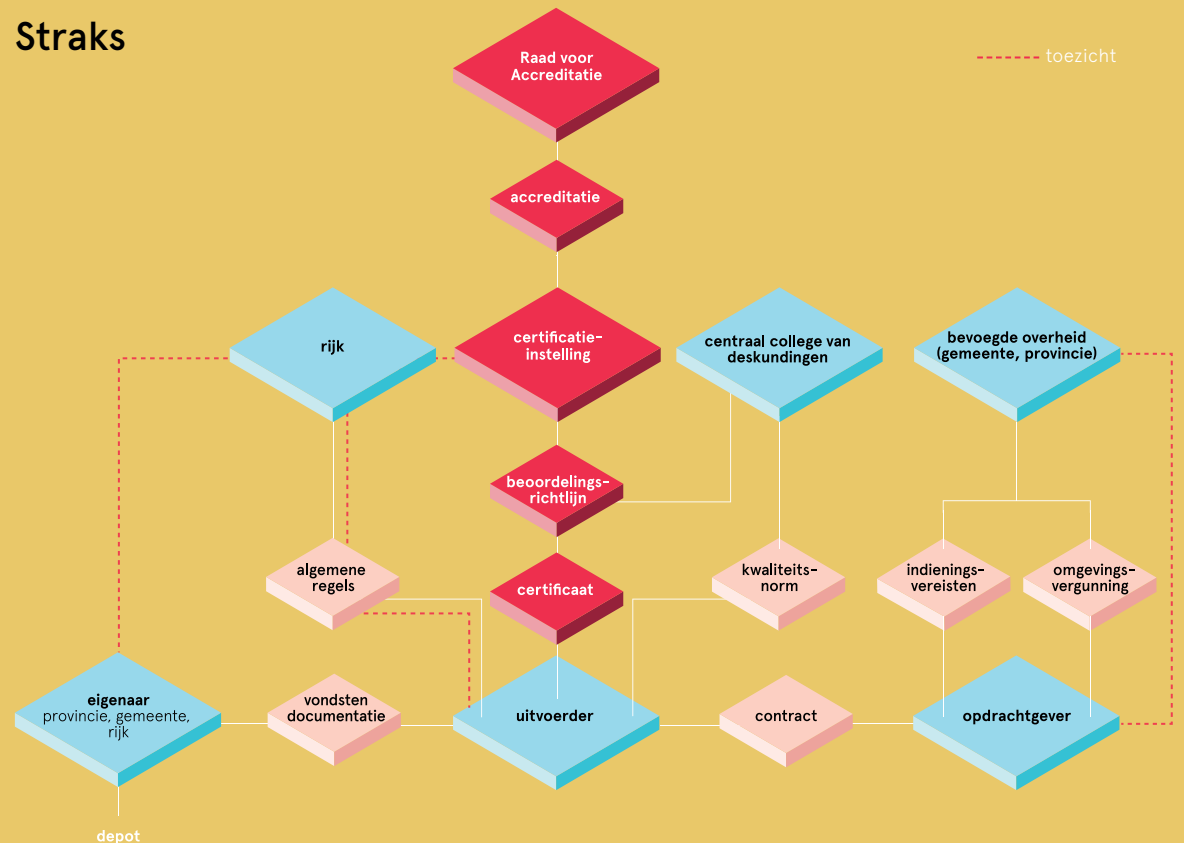 Straks
toezicht
Raad voor
Accreditatie
accreditatie
rijk
certificatie-
instelling
centraal college van
deskundingen
bevoegde overheid
(gemeente, provincie)
beoordelings-
richtlijn
algemene
regels
certificaat
kwaliteits-
norm
indienings-
vereisten
omgevings-
vergunning
eigenaar
provincie, gemeente,
rijk
vondsten
documentatie
uitvoerder
contract
opdrachtgever
depot